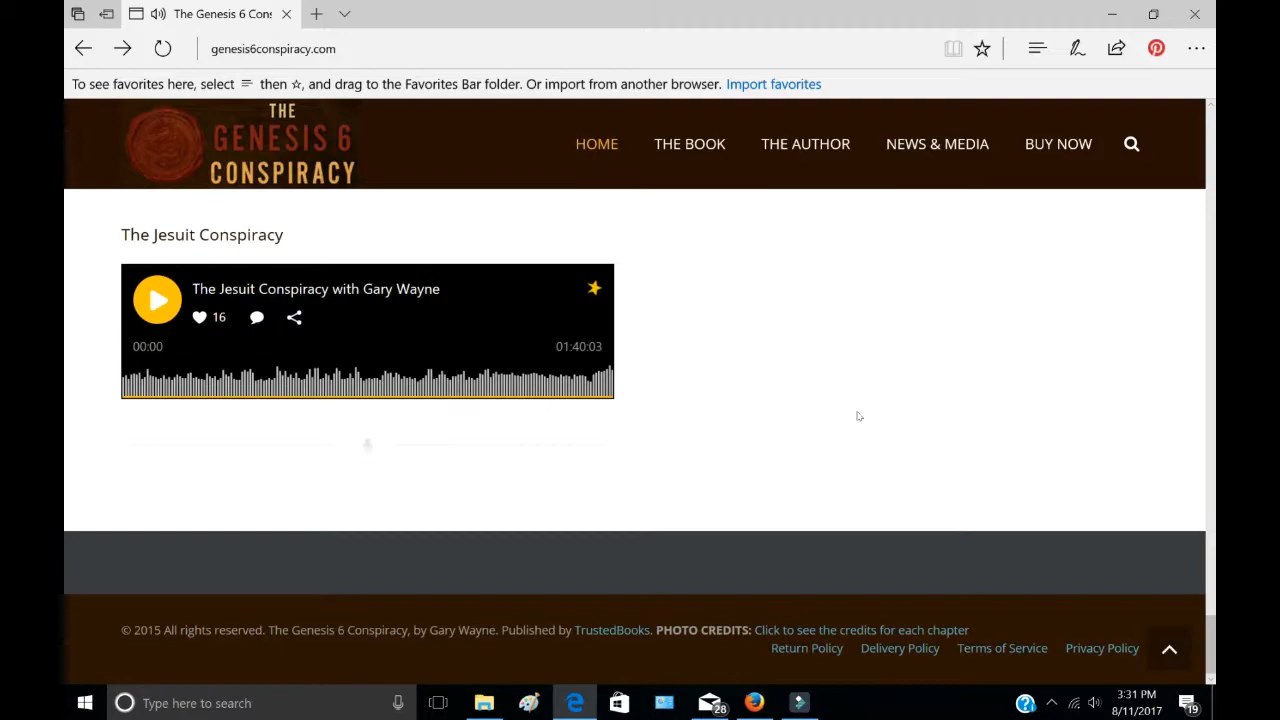 The Genesis 6 Cons
genesis6conspiracy.com
To see favorites here, select then ☆, and drag to the Favorites Bar folder. Or import from another browser. Import favorites
THE
GENESIS 6
CONSPIRACY
HOME THE BOOK THE AUTHOR NEWS & MEDIA BUY NOW
The Jesuit Conspiracy
The Jesuit Conspiracy with Gary Wayne
16
00:00 01:40:03
© 2015 All rights reserved. The Genesis 6 Conspiracy, by Gary Wayne. Published by TrustedBooks. PHOTO CREDITS: Click to see the credits for each chapter
Return Policy Delivery Policy Terms of Service Privacy Policy
Type here to search
28
3:31 PM
8/11/2017
19